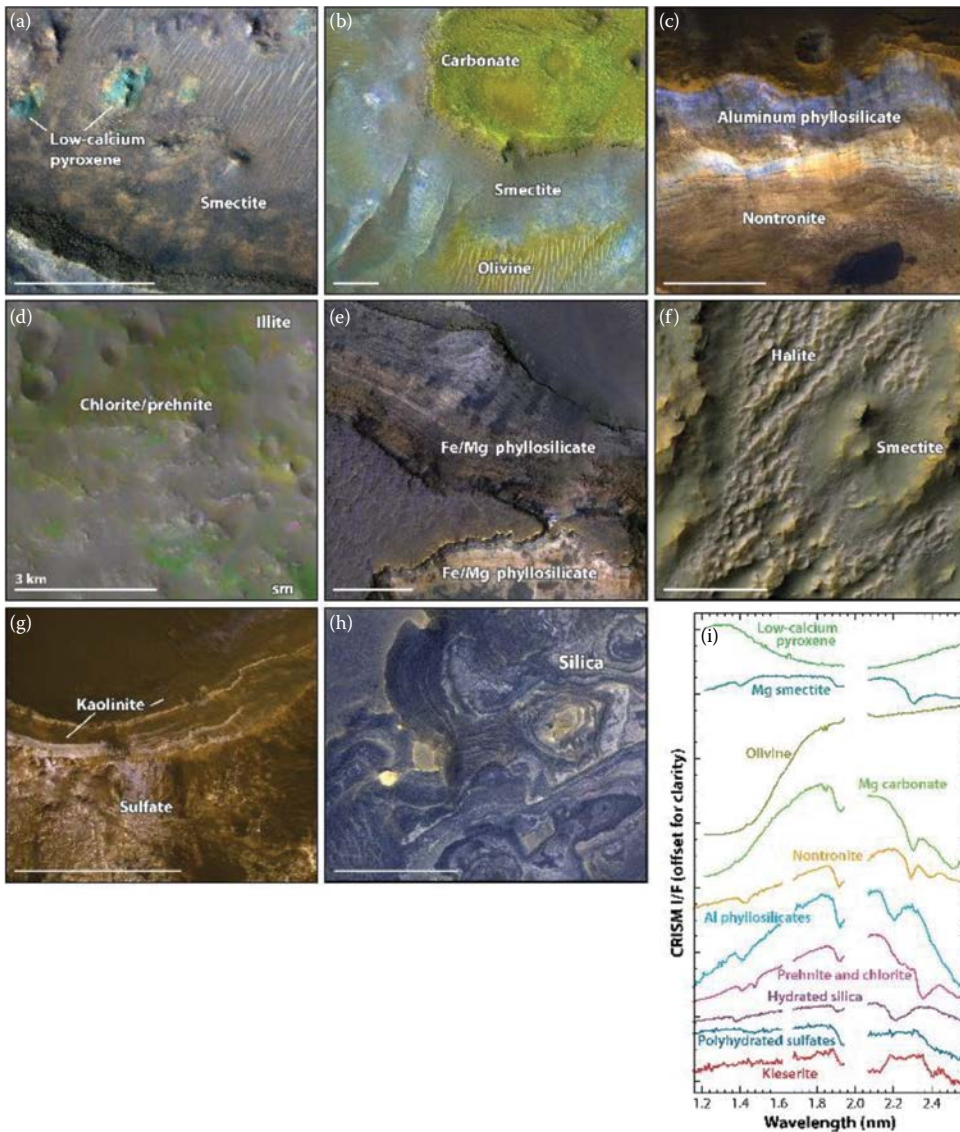 (a)
Low-calcium
pyroxene
Smectite
(b)
Carbonate
Smectite
Olivine
(c)
Aluminum phyllosilicate
Nontronite
(d)
Illite
Chlorite/prehnite
3 km
sm
(e)
Fe/Mg phyllosilicate
Fe/Mg phyllosilicate
(f)
Halite
Smectite
(g)
Kaolinite
Sulfate
(h)
Silica
(i)
Low-calcium
pyroxene
Mg smectite
Olivine
Mg carbonate
Nontronite
Al phyllosilicates
Prehnite and chlorite
Hydrated silica
Polyhydrated sulfates
Kieserite
CRISM I/F (offset for clarity)
1.2 1.4 1.6 1.8 2.0 2.2 2.4
Wavelength (nm)